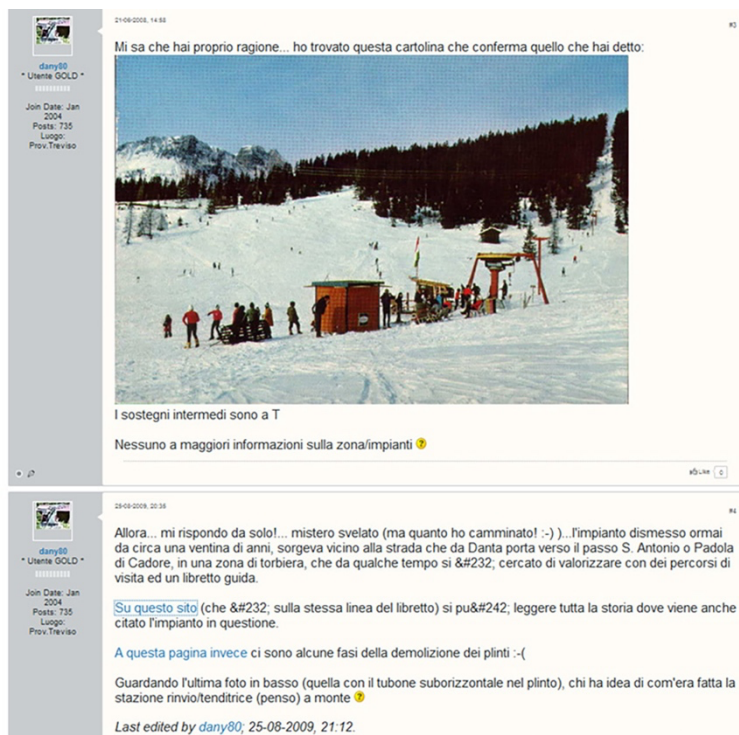 21-08-2008, 14:58
#3
dany80
* Utente GOLD *
Join Date: Jan
2004
Posts: 735
Luogo:
Prov.Treviso
Mi sa che hai proprio ragione... ho trovato questa cartolina che conferma quello che hai detto:
I sostegni intermedi sono a T
Nessuno a maggiori informazioni sulla zona/impianti
Like 0
25-08-2009, 20:35
#4
dany80
* Utente GOLD *
Join Date: Jan
2004
Posts: 735
Luogo:
Prov.Treviso
Allora... mi rispondo da solo!... mistero svelato (ma quanto ho camminato! :-) )...l'impianto dismesso ormai
da circa una ventina di anni, sorgeva vicino alla strada che da Danta porta verso il passo S. Antonio o Padola
di Cadore, in una zona di torbiera, che da qualche tempo si &#232; cercato di valorizzare con dei percorsi di
visita ed un libretto guida.
Su questo sito (che &#232; sulla stessa linea del libretto) si pu&#242; leggere tutta la storia dove viene anche
citato l'impianto in questione.
A questa pagina invece ci sono alcune fasi della demolizione dei plinti :-(
Guardando l'ultima foto in basso (quella con il tubone suborizzontale nel plinto), chi ha idea di com'era fatta la
stazione rinvio/tenditrice (penso) a monte
Last edited by dany80; 25-08-2009, 21:12.